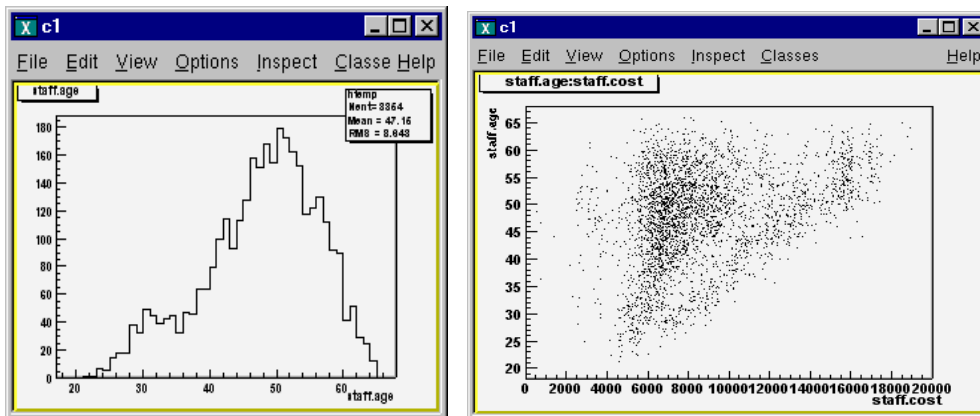 c1
File Edit View Options Inspect Classe Help
staff.age
htemp
Nent= 3354
Mean = 47.15
RMS = 8.643
180
160
140
120
100
80
60
40
20
0
20 30 40 50 60
staff.age
c1
File Edit View Options Inspect Classes Help
staff.age:staff.cost
staff.age
65
60
55
50
45
40
35
30
25
20
0 2000 4000 6000 8000 10000 12000 14000 16000 18000 20000
staff.cost